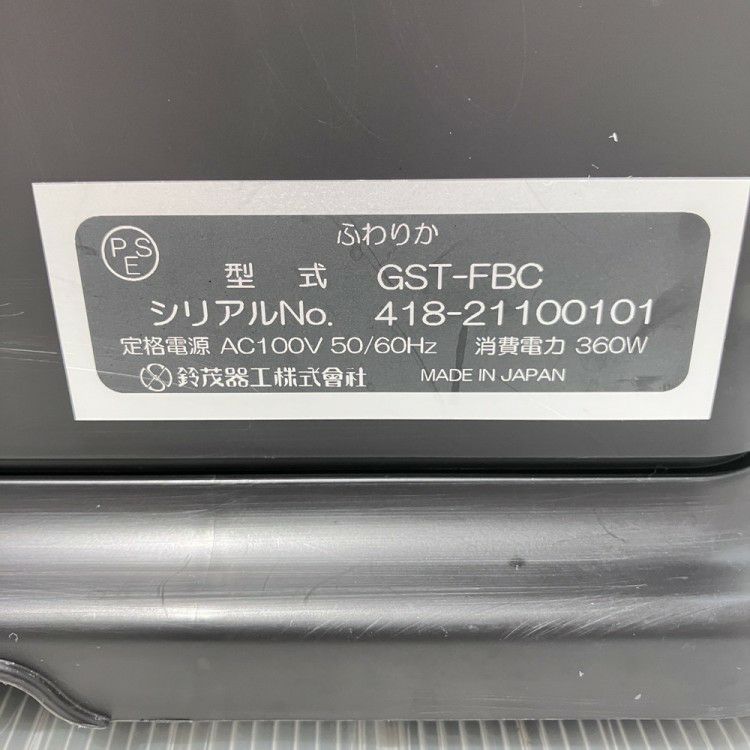 ふわりか
PSE
型 式 GST-FBC
シリアルNo. 418-21100101
定格電源 AC100V 50/60Hz 消費電力 360W
鈴茂器工株式會社 MADE IN JAPAN